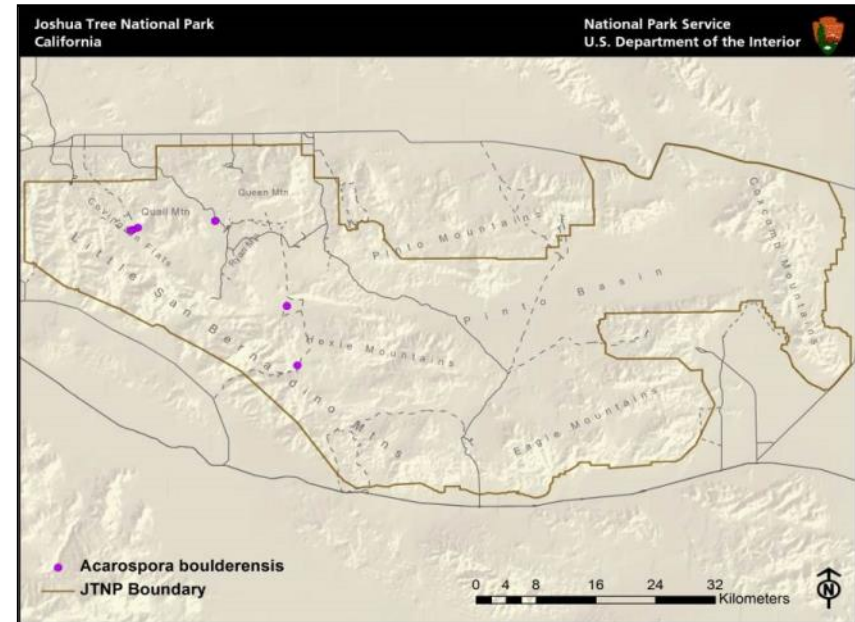 Joshua Tree National Park
California
National Park Service
U.S. Department of the Interior
Queen Mtn
Quail Mtn
Covington Flats
Ryan Mtn
Pinto Mountains
Coxcomb Mountains
Pinto Basin
Little San Bernardino Mtns
Hexie Mountains
Eagle Mountains
Acarospora boulderensis
JTNP Boundary
0 4 8 16 24 32
Kilometers
N